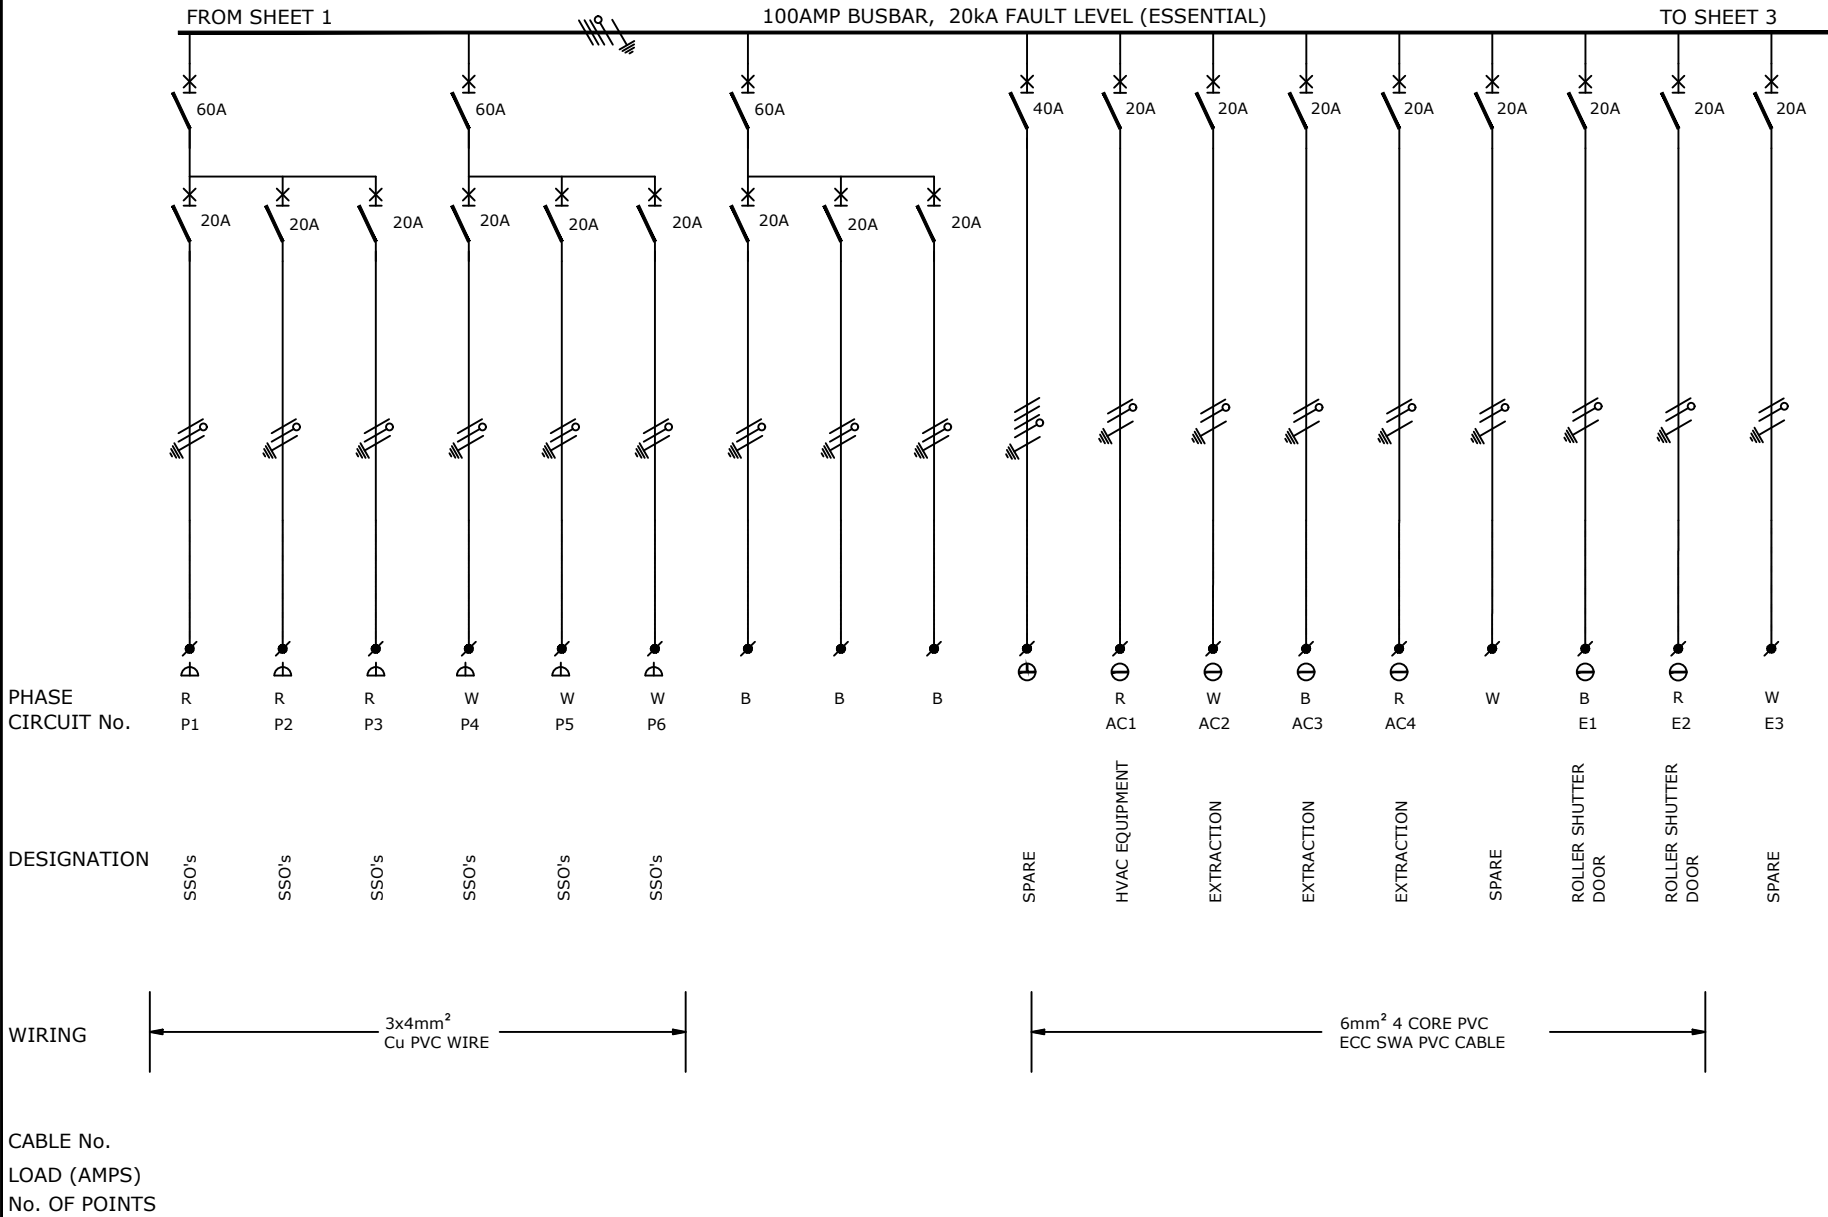 FROM SHEET 1 100AMP BUSBAR, 20kA FAULT LEVEL (ESSENTIAL) TO SHEET 3
60A 60A 60A 40A 20A 20A 20A 20A 20A 20A 20A 20A
20A 20A 20A 20A 20A 20A 20A 20A 20A
PHASE R R R W W W B B B R W B R W B R W
CIRCUIT No. P1 P2 P3 P4 P5 P6 AC1 AC2 AC3 AC4 E1 E2 E3
DESIGNATION
SSO's
SSO's
SSO's
SSO's
SSO's
SSO's
SPARE
HVAC EQUIPMENT
EXTRACTION
EXTRACTION
EXTRACTION
SPARE
ROLLER SHUTTER
DOOR
ROLLER SHUTTER
DOOR
SPARE
WIRING
3x4mm²
Cu PVC WIRE
6mm² 4 CORE PVC
ECC SWA PVC CABLE
CABLE No.
LOAD (AMPS)
No. OF POINTS